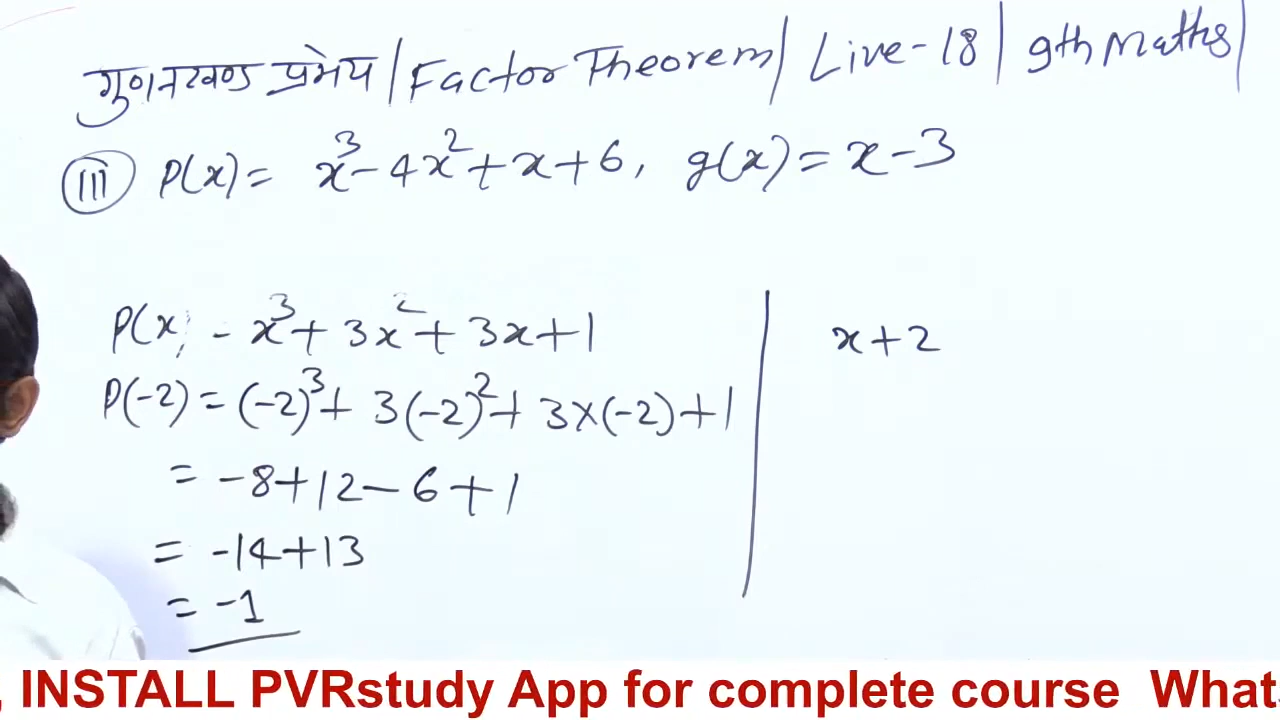 गुणनखण्ड प्रमेय | Factor Theorem | Live-18 | 9th Maths |
(III) P(x) = x³ - 4x² + x + 6, g(x) = x - 3
P(x) - x³ + 3x² + 3x + 1
x + 2
P(-2) = (-2)³ + 3(-2)² + 3×(-2) + 1
= -8 + 12 - 6 + 1
= -14 + 13
= -1
, INSTALL PVRstudy App for complete course What